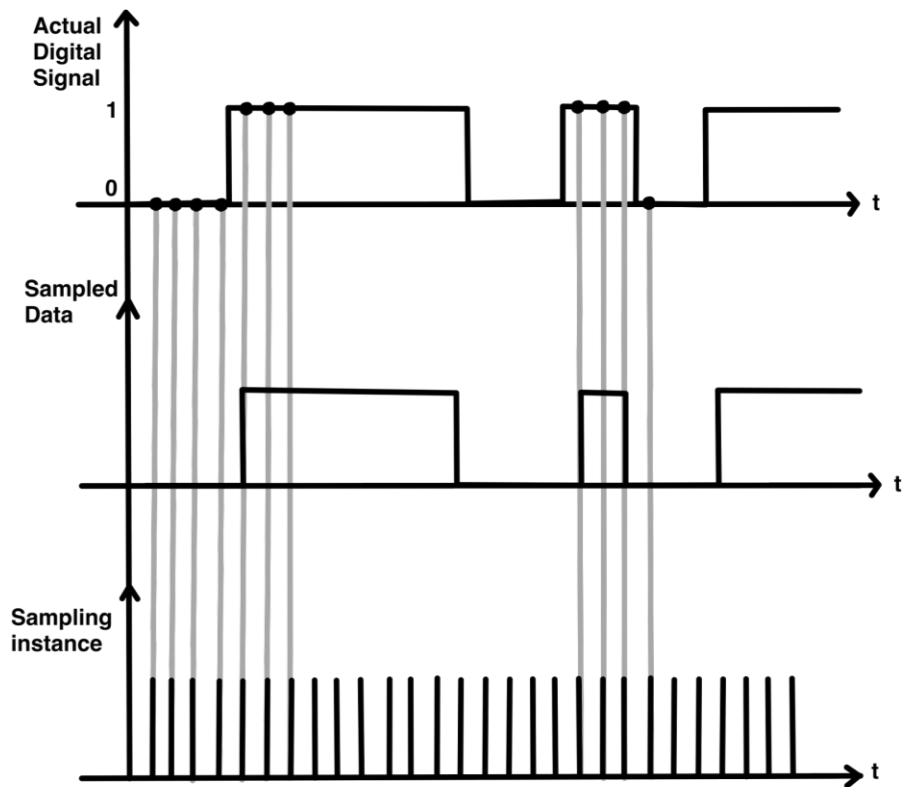 Actual
Digital
Signal
1
0
t
Sampled
Data
t
Sampling
instance
t